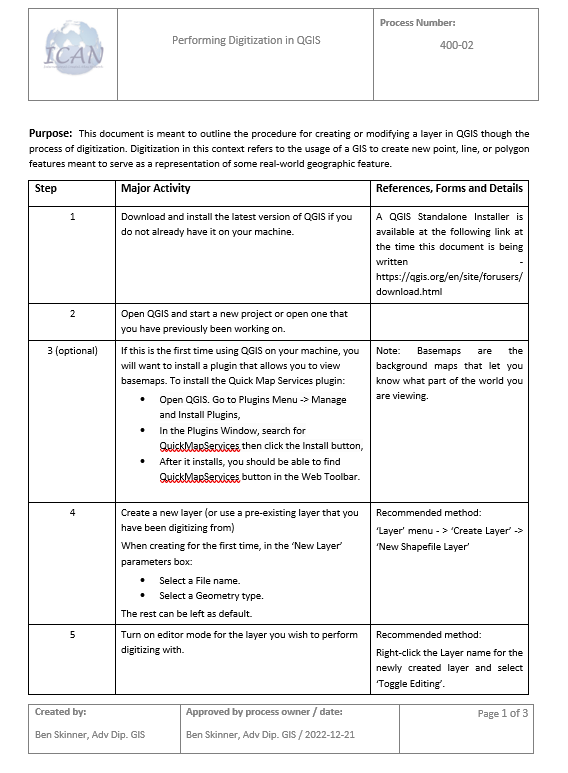 ICAN
Performing Digitization in QGIS
Process Number:
400-02
Purpose: This document is meant to outline the procedure for creating or modifying a layer in QGIS though the
process of digitization. Digitization in this context refers to the usage of a GIS to create new point, line, or polygon
features meant to serve as a representation of some real-world geographic feature.
Step
Major Activity
References, Forms and Details
1
Download and install the latest version of QGIS if you
do not already have it on your machine.
A QGIS Standalone Installer is
available at the following link at
the time this document is being
written -
https://qgis.org/en/site/forusers/
download.html
2
Open QGIS and start a new project or open one that
you have previously been working on.
3 (optional)
If this is the first time using QGIS on your machine, you
will want to install a plugin that allows you to view
basemaps. To install the Quick Map Services plugin:
• Open QGIS. Go to Plugins Menu -> Manage
and Install Plugins,
• In the Plugins Window, search for
QuickMapServices then click the Install button,
• After it installs, you should be able to find
QuickMapServices button in the Web Toolbar.
Note: Basemaps are the
background maps that let you
know what part of the world you
are viewing.
4
Create a new layer (or use a pre-existing layer that you
have been digitizing from)
When creating for the first time, in the ‘New Layer’
parameters box:
• Select a File name.
• Select a Geometry type.
The rest can be left as default.
Recommended method:
‘Layer’ menu - > ‘Create Layer’ ->
‘New Shapefile Layer’
5
Turn on editor mode for the layer you wish to perform
digitizing with.
Recommended method:
Right-click the Layer name for the
newly created layer and select
‘Toggle Editing’.
Created by:
Ben Skinner, Adv Dip. GIS
Approved by process owner / date:
Ben Skinner, Adv Dip. GIS / 2022-12-21
Page 1 of 3